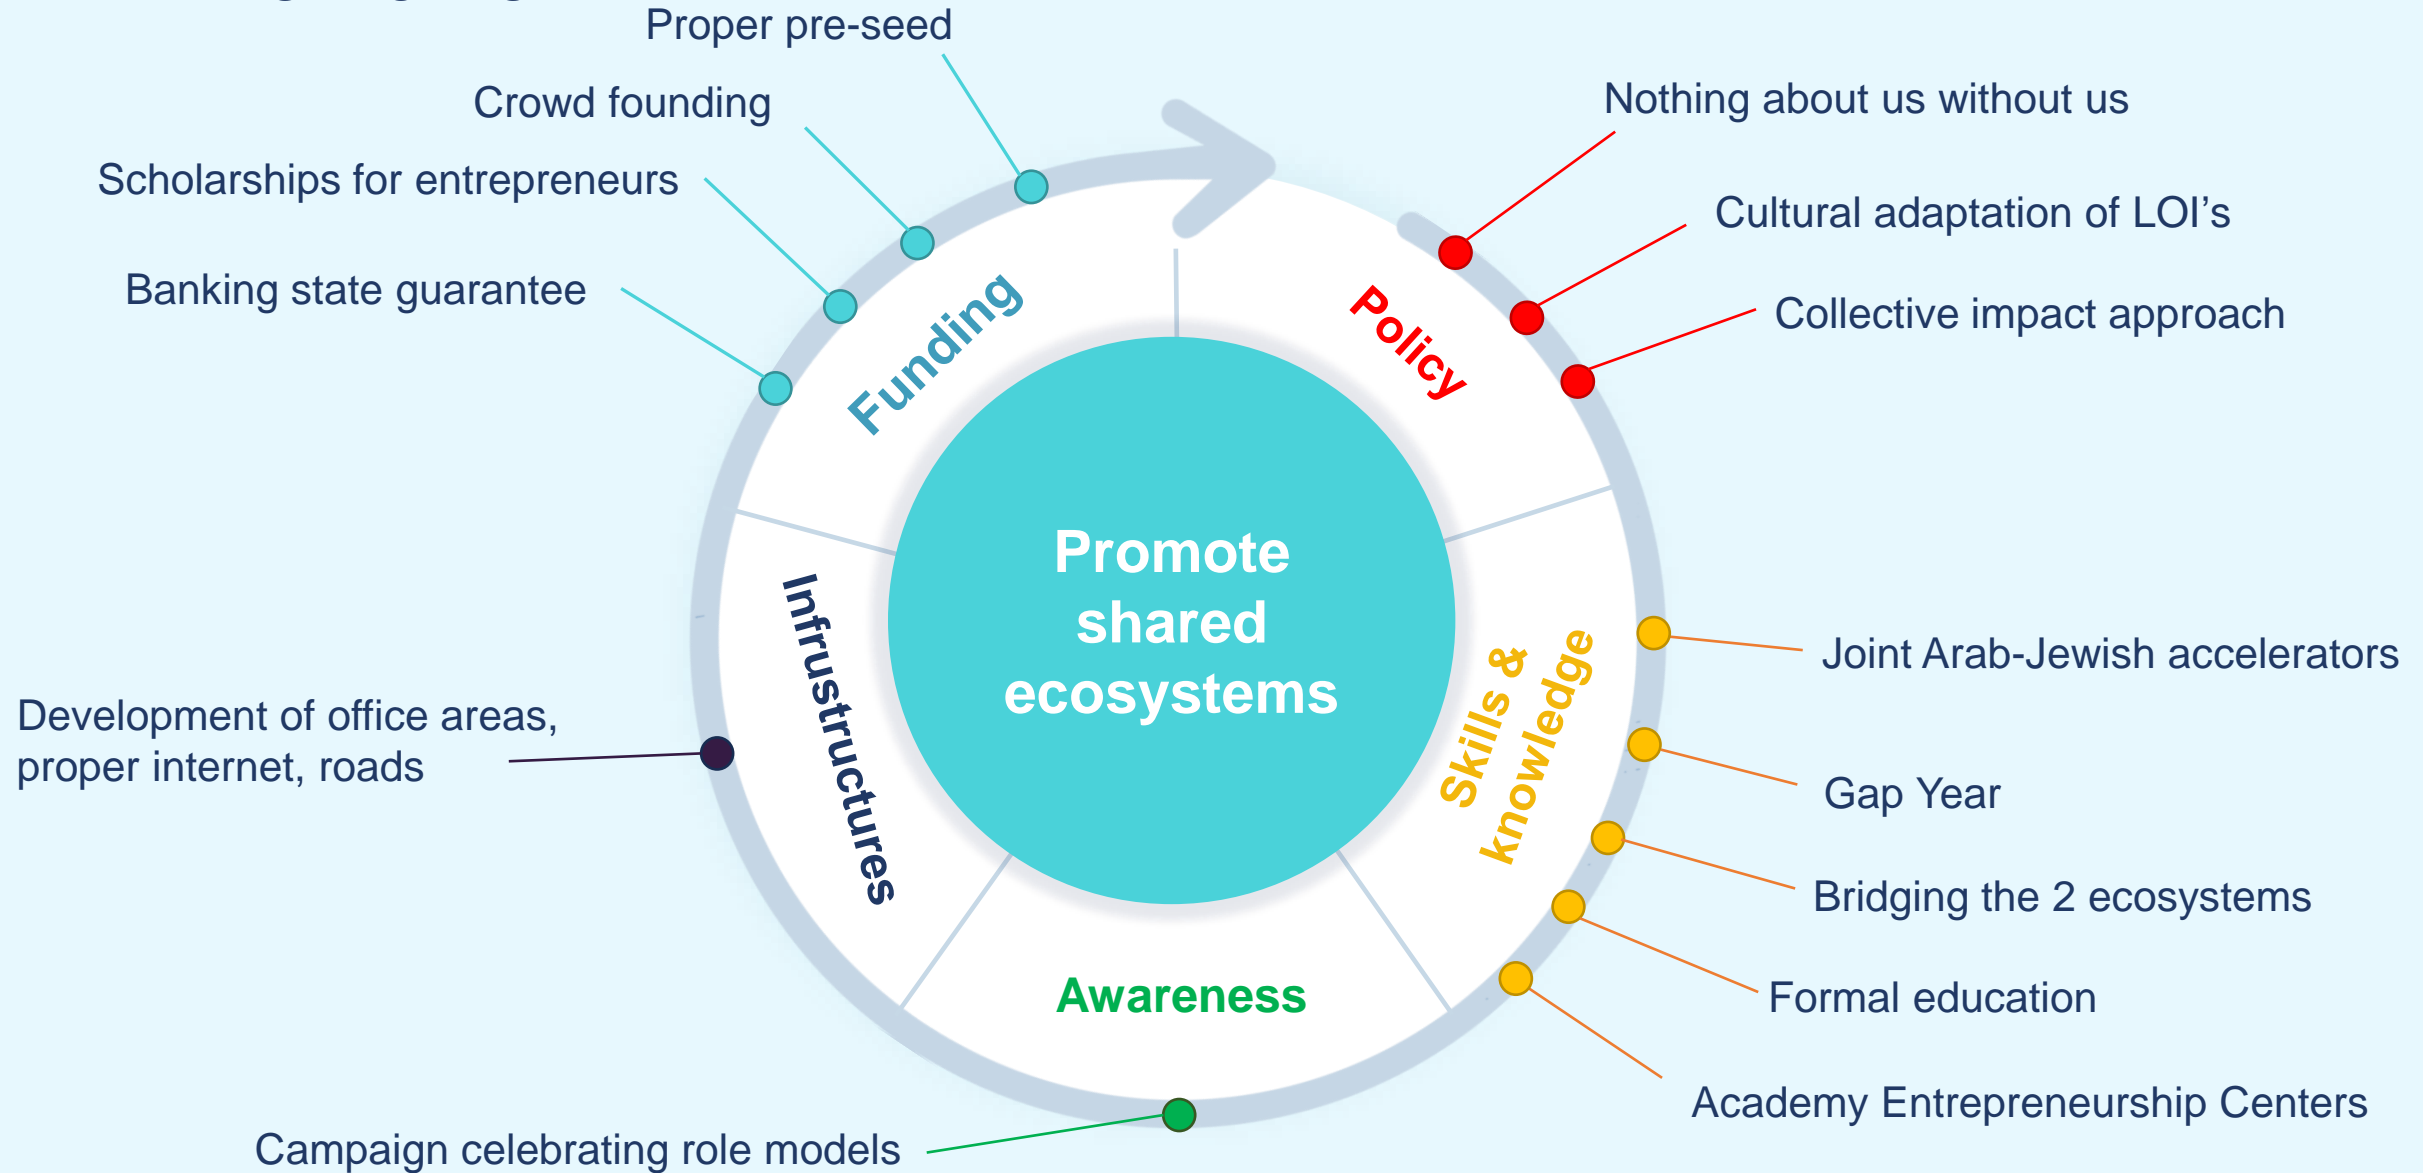 Proper pre-seed
Crowd founding
Scholarships for entrepreneurs
Banking state guarantee
Nothing about us without us
Cultural adaptation of LOI’s
Collective impact approach
Funding
Policy
Promote
shared
ecosystems
Infrustructures
Skills &
knowledge
Awareness
Joint Arab-Jewish accelerators
Gap Year
Bridging the 2 ecosystems
Formal education
Academy Entrepreneurship Centers
Development of office areas,
proper internet, roads
Campaign celebrating role models